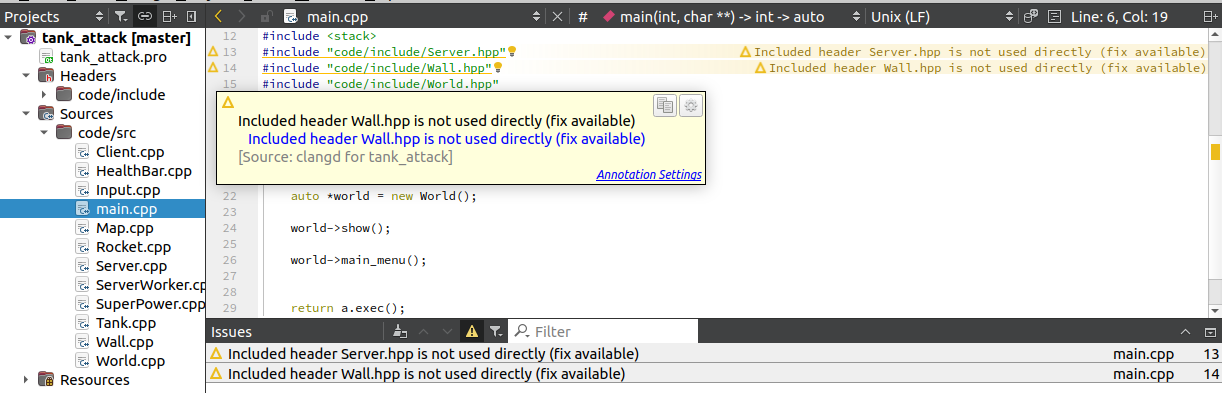 Projects
main.cpp
#
main(int, char **) -> int -> auto
Unix (LF)
Line: 6, Col: 19
tank_attack [master]
tank_attack.pro
Headers
code/include
Sources
code/src
Client.cpp
HealthBar.cpp
Input.cpp
main.cpp
Map.cpp
Rocket.cpp
Server.cpp
ServerWorker.cp
SuperPower.cpp
Tank.cpp
Wall.cpp
World.cpp
Resources
12 #include <stack>
13 #include "code/include/Server.hpp" Included header Server.hpp is not used directly (fix available)
14 #include "code/include/Wall.hpp" Included header Wall.hpp is not used directly (fix available)
15 #include "code/include/World.hpp"
Included header Wall.hpp is not used directly (fix available)
Included header Wall.hpp is not used directly (fix available)
[Source: clangd for tank_attack]
Annotation Settings
22 auto *world = new World();
23
24 world->show();
25
26 world->main_menu();
27
28
29 return a.exec();
Issues
Filter
Included header Server.hpp is not used directly (fix available) main.cpp 13
Included header Wall.hpp is not used directly (fix available) main.cpp 14